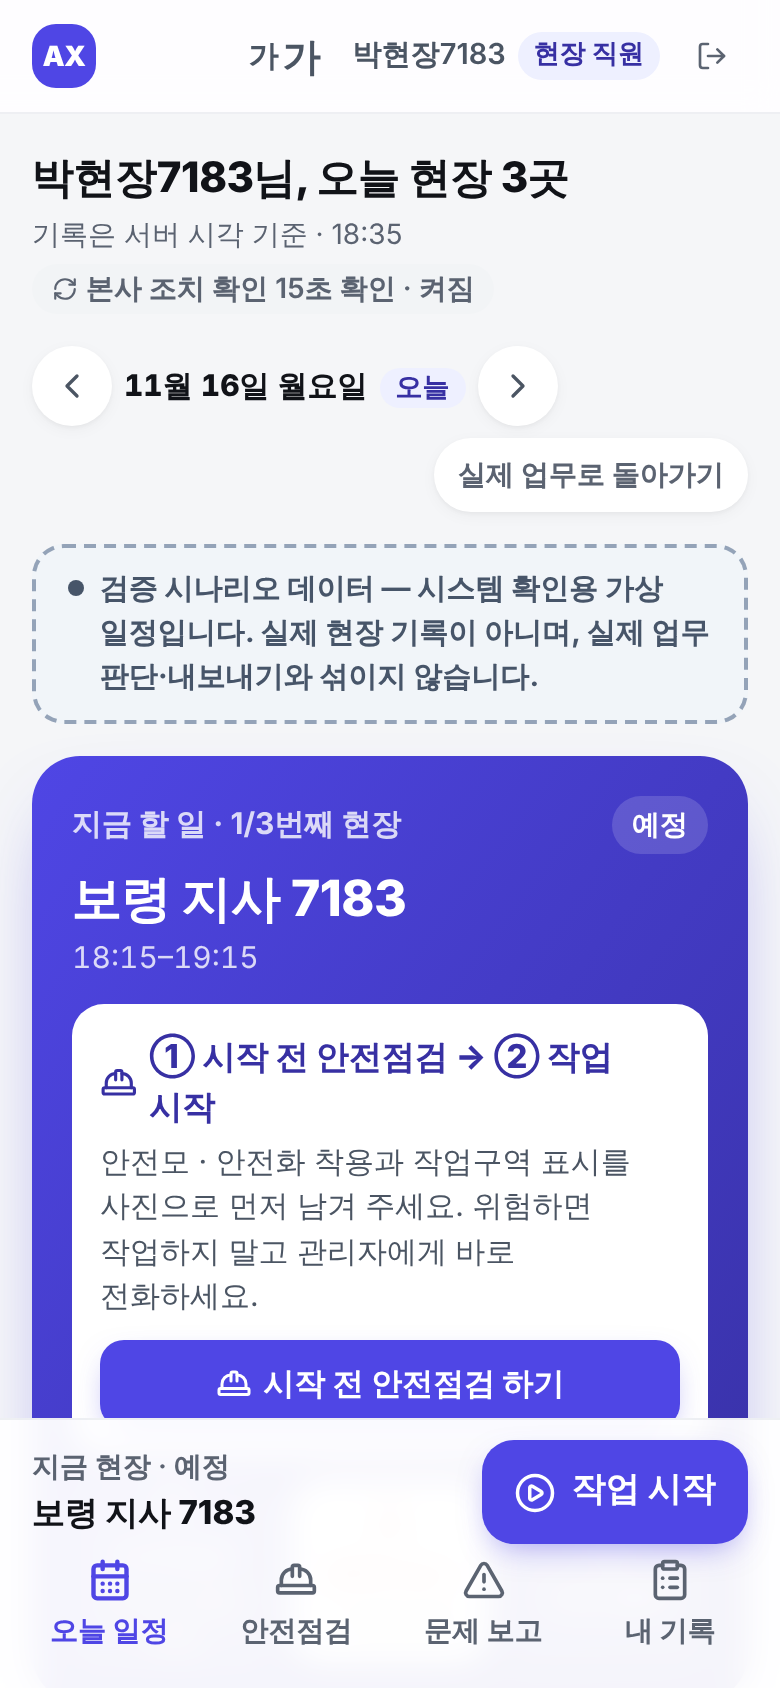 AX
가 가 박현장7183 현장 직원
박현장7183님, 오늘 현장 3곳
기록은 서버 시각 기준 · 18:35
본사 조치 확인 15초 확인 · 켜짐
11월 16일 월요일 오늘
실제 업무로 돌아가기
검증 시나리오 데이터 — 시스템 확인용 가상
일정입니다. 실제 현장 기록이 아니며, 실제 업무
판단·내보내기와 섞이지 않습니다.
지금 할 일 · 1/3번째 현장 예정
보령 지사 7183
18:15–19:15
① 시작 전 안전점검 → ② 작업
시작
안전모 · 안전화 착용과 작업구역 표시를
사진으로 먼저 남겨 주세요. 위험하면
작업하지 말고 관리자에게 바로
전화하세요.
시작 전 안전점검 하기
지금 현장 · 예정
보령 지사 7183
작업 시작
오늘 일정 안전점검 문제 보고 내 기록